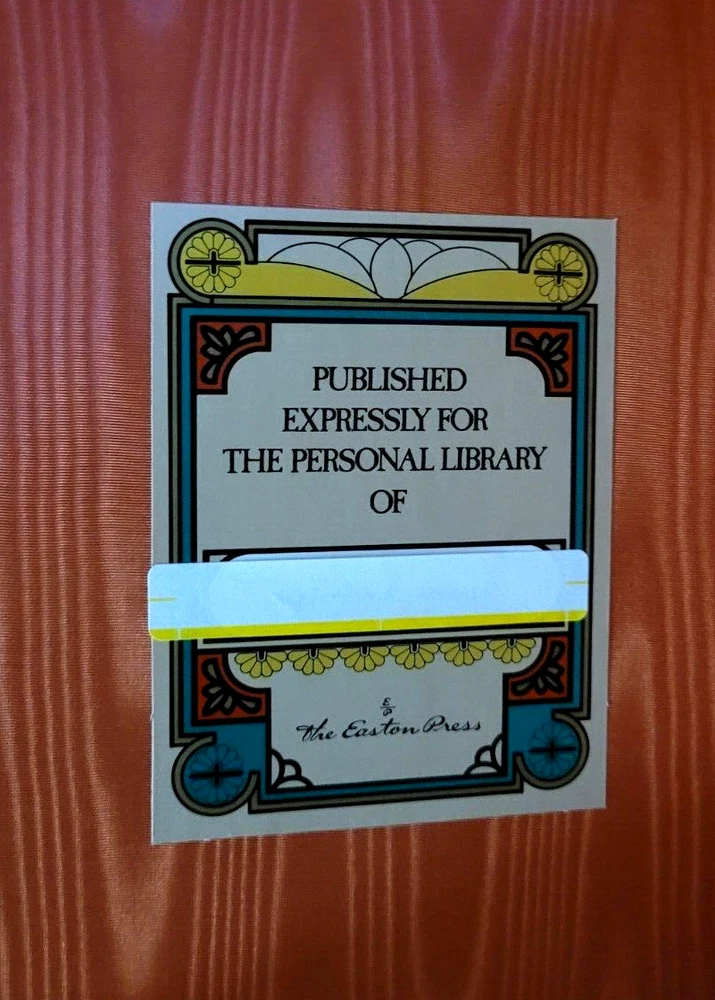 PUBLISHED
EXPRESSLY FOR
THE PERSONAL LIBRARY
OF
E
P
The Easton Press